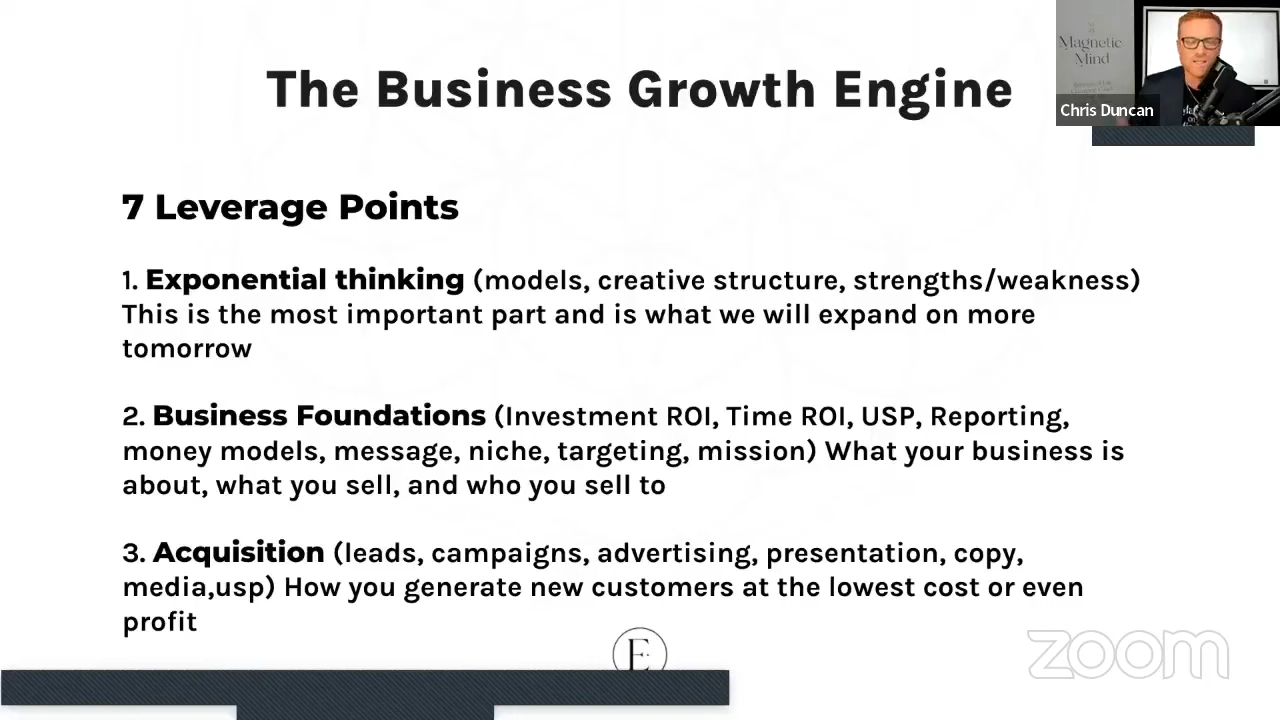 The Business Growth Engine
Magnetic
Mind
Chris Duncan
7 Leverage Points
1. Exponential thinking (models, creative structure, strengths/weakness)
This is the most important part and is what we will expand on more
tomorrow
2. Business Foundations (Investment ROI, Time ROI, USP, Reporting,
money models, message, niche, targeting, mission) What your business is
about, what you sell, and who you sell to
3. Acquisition (leads, campaigns, advertising, presentation, copy,
media,usp) How you generate new customers at the lowest cost or even
profit
E
zoom